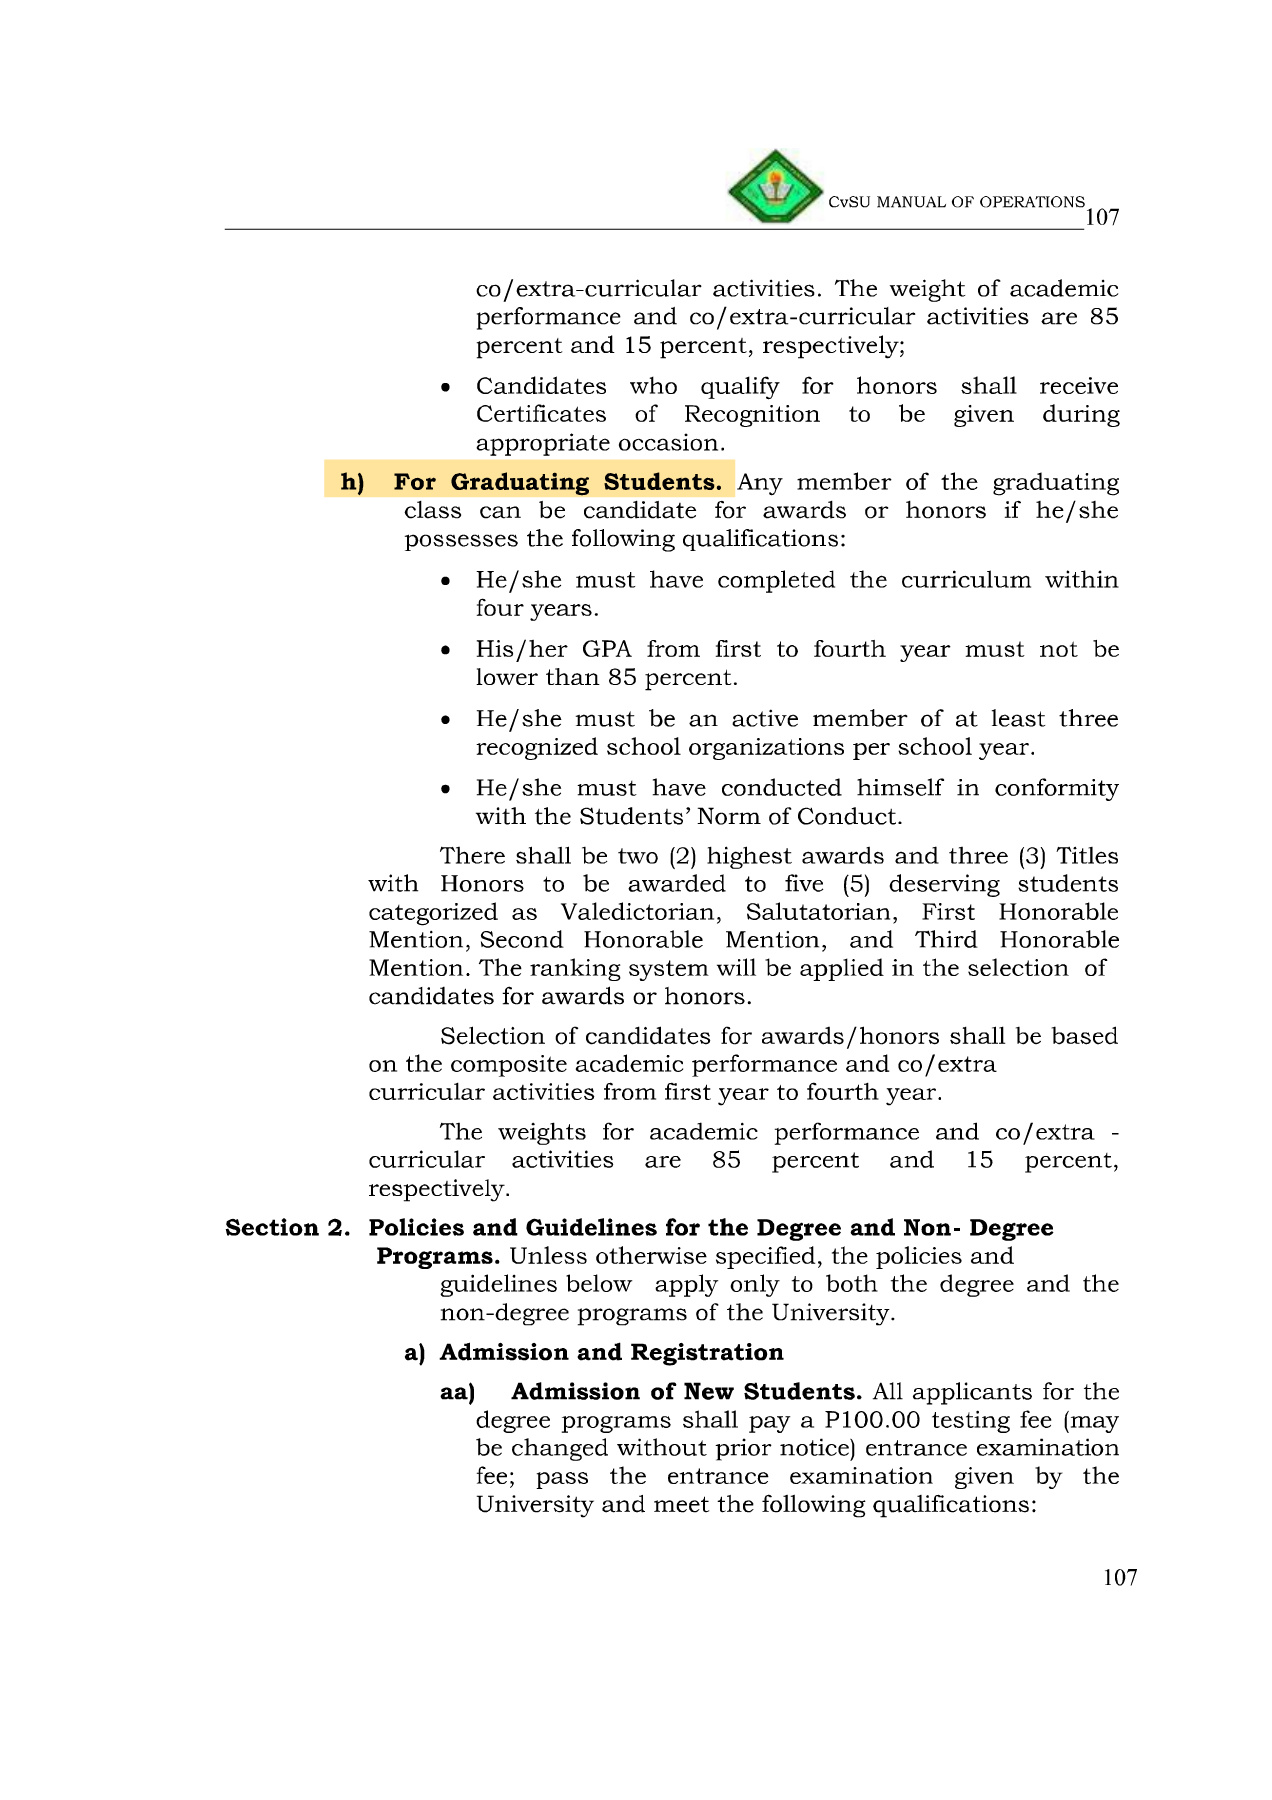 CvSU MANUAL OF OPERATIONS
107
co/extra-curricular activities. The weight of academic
performance and co/extra-curricular activities are 85
percent and 15 percent, respectively;
• Candidates who qualify for honors shall receive
Certificates of Recognition to be given during
appropriate occasion.
h) For Graduating Students. Any member of the graduating
class can be candidate for awards or honors if he/she
possesses the following qualifications:
• He/she must have completed the curriculum within
four years.
• His/her GPA from first to fourth year must not be
lower than 85 percent.
• He/she must be an active member of at least three
recognized school organizations per school year.
• He/she must have conducted himself in conformity
with the Students' Norm of Conduct.
There shall be two (2) highest awards and three (3) Titles
with Honors to be awarded to five (5) deserving students
categorized as Valedictorian, Salutatorian, First Honorable
Mention, Second Honorable Mention, and Third Honorable
Mention. The ranking system will be applied in the selection of
candidates for awards or honors.
Selection of candidates for awards/honors shall be based
on the composite academic performance and co/extra
curricular activities from first year to fourth year.
The weights for academic performance and co/extra -
curricular activities are 85 percent and 15 percent,
respectively.
Section 2. Policies and Guidelines for the Degree and Non- Degree
Programs. Unless otherwise specified, the policies and
guidelines below apply only to both the degree and the
non-degree programs of the University.
a) Admission and Registration
aa) Admission of New Students. All applicants for the
degree programs shall pay a P100.00 testing fee (may
be changed without prior notice) entrance examination
fee; pass the entrance examination given by the
University and meet the following qualifications:
107